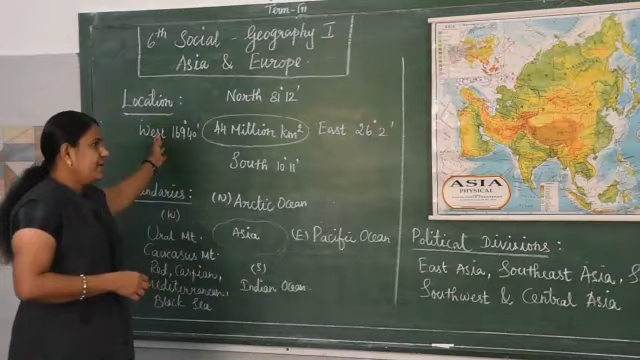 Term-III
6th Social - Geography I
Asia & Europe.
Location :
North 81° 12'
West 169°40'
44 Million km²
East 26° 2'
South 10° 11'
ndaries :
(N) Arctic Ocean
(W)
Ural Mt.
Asia
(E) Pacific Ocean
Caucasus Mt.
(S)
Red, Caspian,
Indian Ocean.
Mediterranean,
Black Sea
Political Divisions :
East Asia, Southeast Asia, S
Southwest & Central Asia
ASIA
PHYSICAL